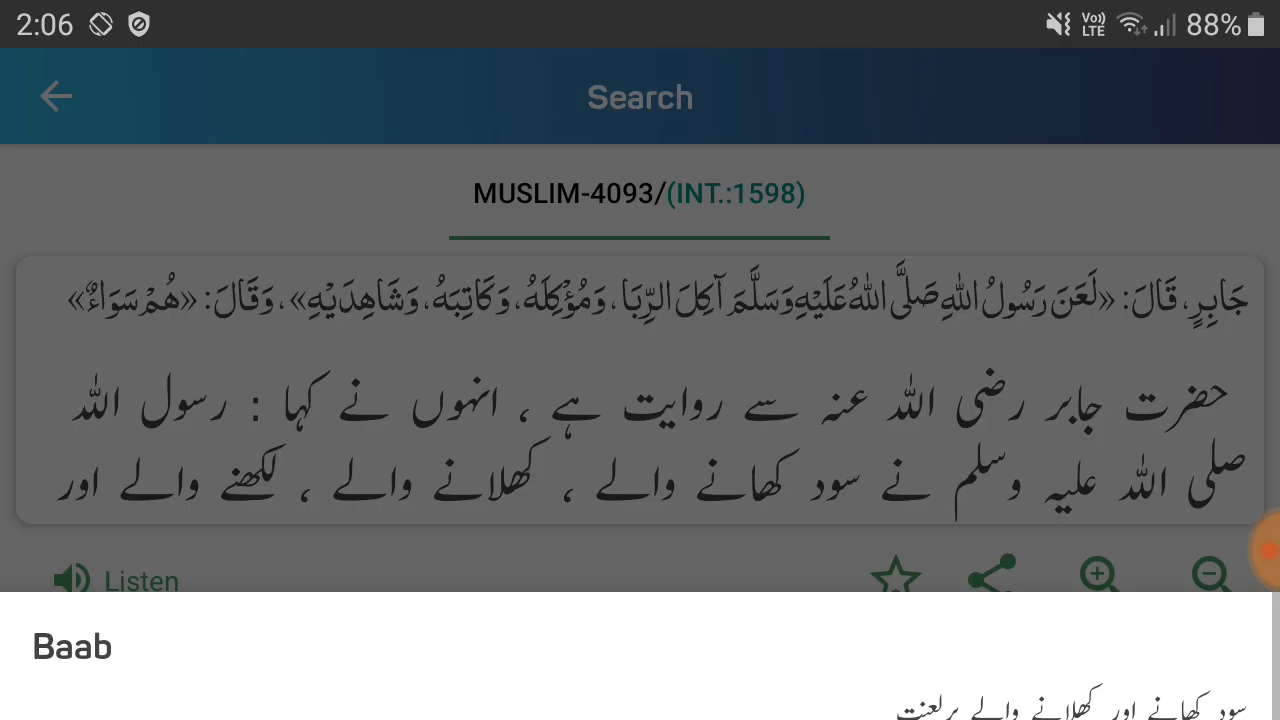 2:06 Vo)) LTE 88%
Search
MUSLIM-4093/(INT.:1598)
جَابِرٍ، قَالَ: «لَعَنَ رَسُولُ اللهِ صَلَّى اللهُ عَلَيْهِ وَسَلَّمَ آكِلَ الرِّبَا، وَمُؤْكِلَهُ، وَكَاتِبَهُ، وَشَاهِدَيْهِ»، وَقَالَ: «هُمْ سَوَاءٌ»
حضرت جابر رضی اللہ عنہ سے روایت ہے ، انہوں نے کہا : رسول اللہ
صلی اللہ علیہ وسلم نے سود کھانے والے ، کھلانے والے ، لکھنے والے اور
Listen
Baab
سود کھانے اور کھلانے والے پر لعنت